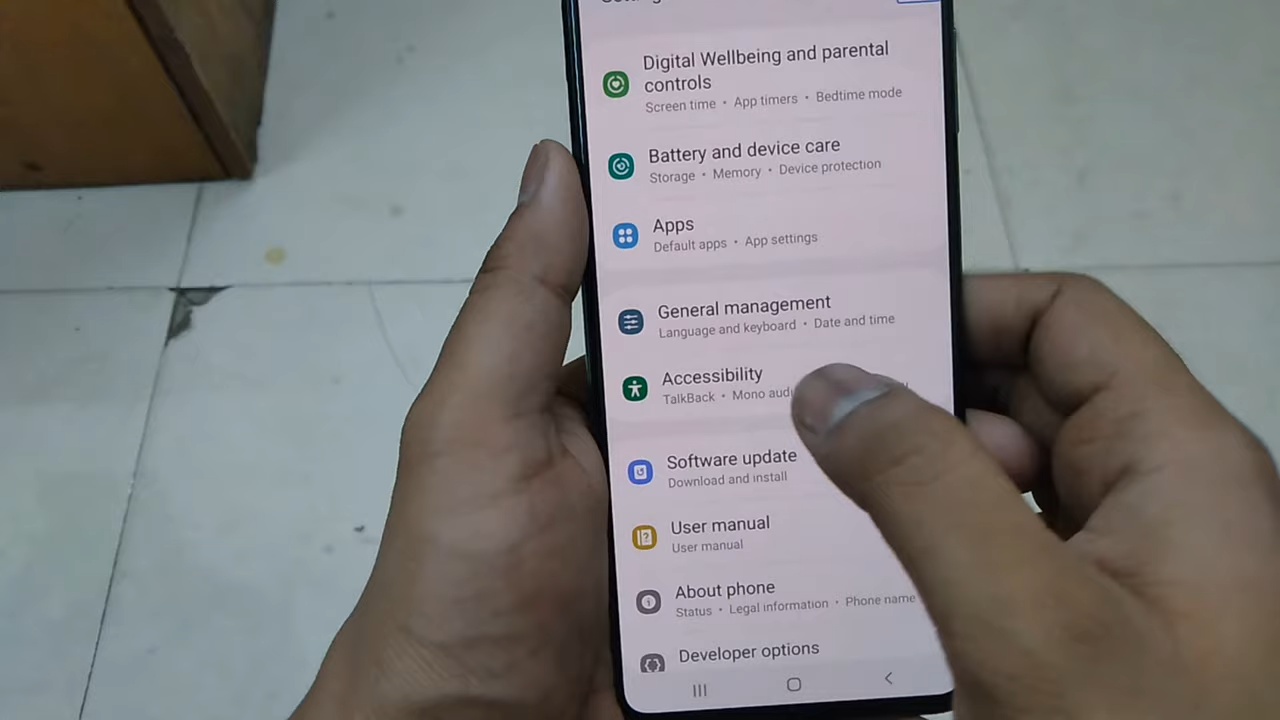 Digital Wellbeing and parental
controls
Screen time • App timers • Bedtime mode
Battery and device care
Storage • Memory • Device protection
Apps
Default apps • App settings
General management
Language and keyboard • Date and time
Accessibility
TalkBack • Mono
Software update
Download and install
User manual
User manual
About phone
Status • Legal information • Phone name
Developer options